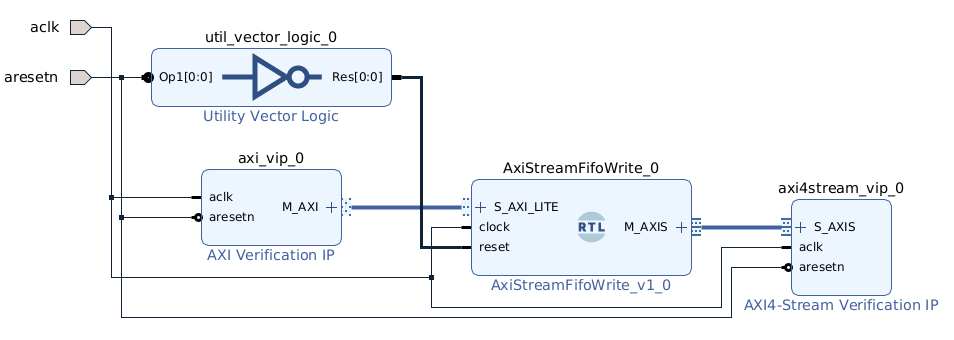 aclk
aresetn
util_vector_logic_0
Op1[0:0]
Res[0:0]
Utility Vector Logic
axi_vip_0
aclk
aresetn
M_AXI
AXI Verification IP
AxiStreamFifoWrite_0
S_AXI_LITE
clock
reset
RTL
M_AXIS
AxiStreamFifoWrite_v1_0
axi4stream_vip_0
S_AXIS
aclk
aresetn
AXI4-Stream Verification IP